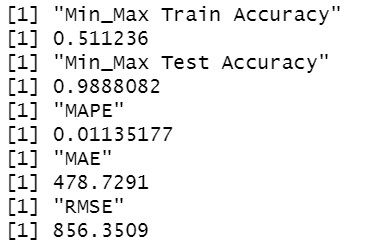 [1] "Min_Max Train Accuracy"
[1] 0.511236
[1] "Min_Max Test Accuracy"
[1] 0.9888082
[1] "MAPE"
[1] 0.01135177
[1] "MAE"
[1] 478.7291
[1] "RMSE"
[1] 856.3509